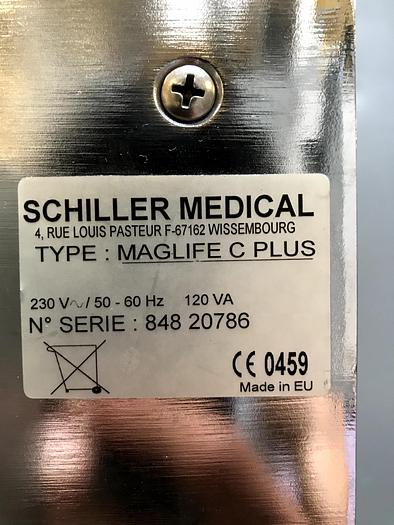 SCHILLER MEDICAL
4, RUE LOUIS PASTEUR F-67162 WISSEMBOURG
TYPE : MAGLIFE C PLUS
230 V∿ / 50 - 60 Hz 120 VA
N° SERIE : 848 20786
CE 0459
Made in EU